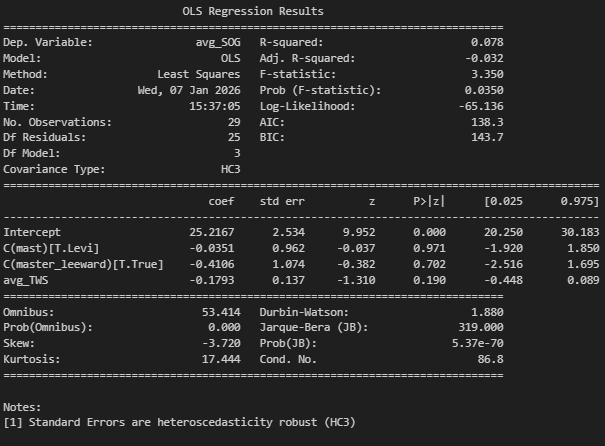 OLS Regression Results
==============================================================================
Dep. Variable:                avg_SOG   R-squared:                       0.078
Model:                            OLS   Adj. R-squared:                 -0.032
Method:                 Least Squares   F-statistic:                     3.350
Date:                Wed, 07 Jan 2026   Prob (F-statistic):             0.0350
Time:                        15:37:05   Log-Likelihood:                -65.136
No. Observations:                  29   AIC:                             138.3
Df Residuals:                      25   BIC:                             143.7
Df Model:                           3
Covariance Type:                  HC3
==============================================================================================
                                 coef    std err          z      P>|z|      [0.025      0.975]
----------------------------------------------------------------------------------------------
Intercept                     25.2167      2.534      9.952      0.000      20.250      30.183
C(mast)[T.Levi]               -0.0351      0.962     -0.037      0.971      -1.920       1.850
C(master_leeward)[T.True]     -0.4106      1.074     -0.382      0.702      -2.516       1.695
avg_TWS                       -0.1793      0.137     -1.310      0.190      -0.448       0.089
==============================================================================
Omnibus:                       53.414   Durbin-Watson:                   1.880
Prob(Omnibus):                  0.000   Jarque-Bera (JB):              319.000
Skew:                          -3.720   Prob(JB):                     5.37e-70
Kurtosis:                      17.444   Cond. No.                         86.8
==============================================================================

Notes:
[1] Standard Errors are heteroscedasticity robust (HC3)